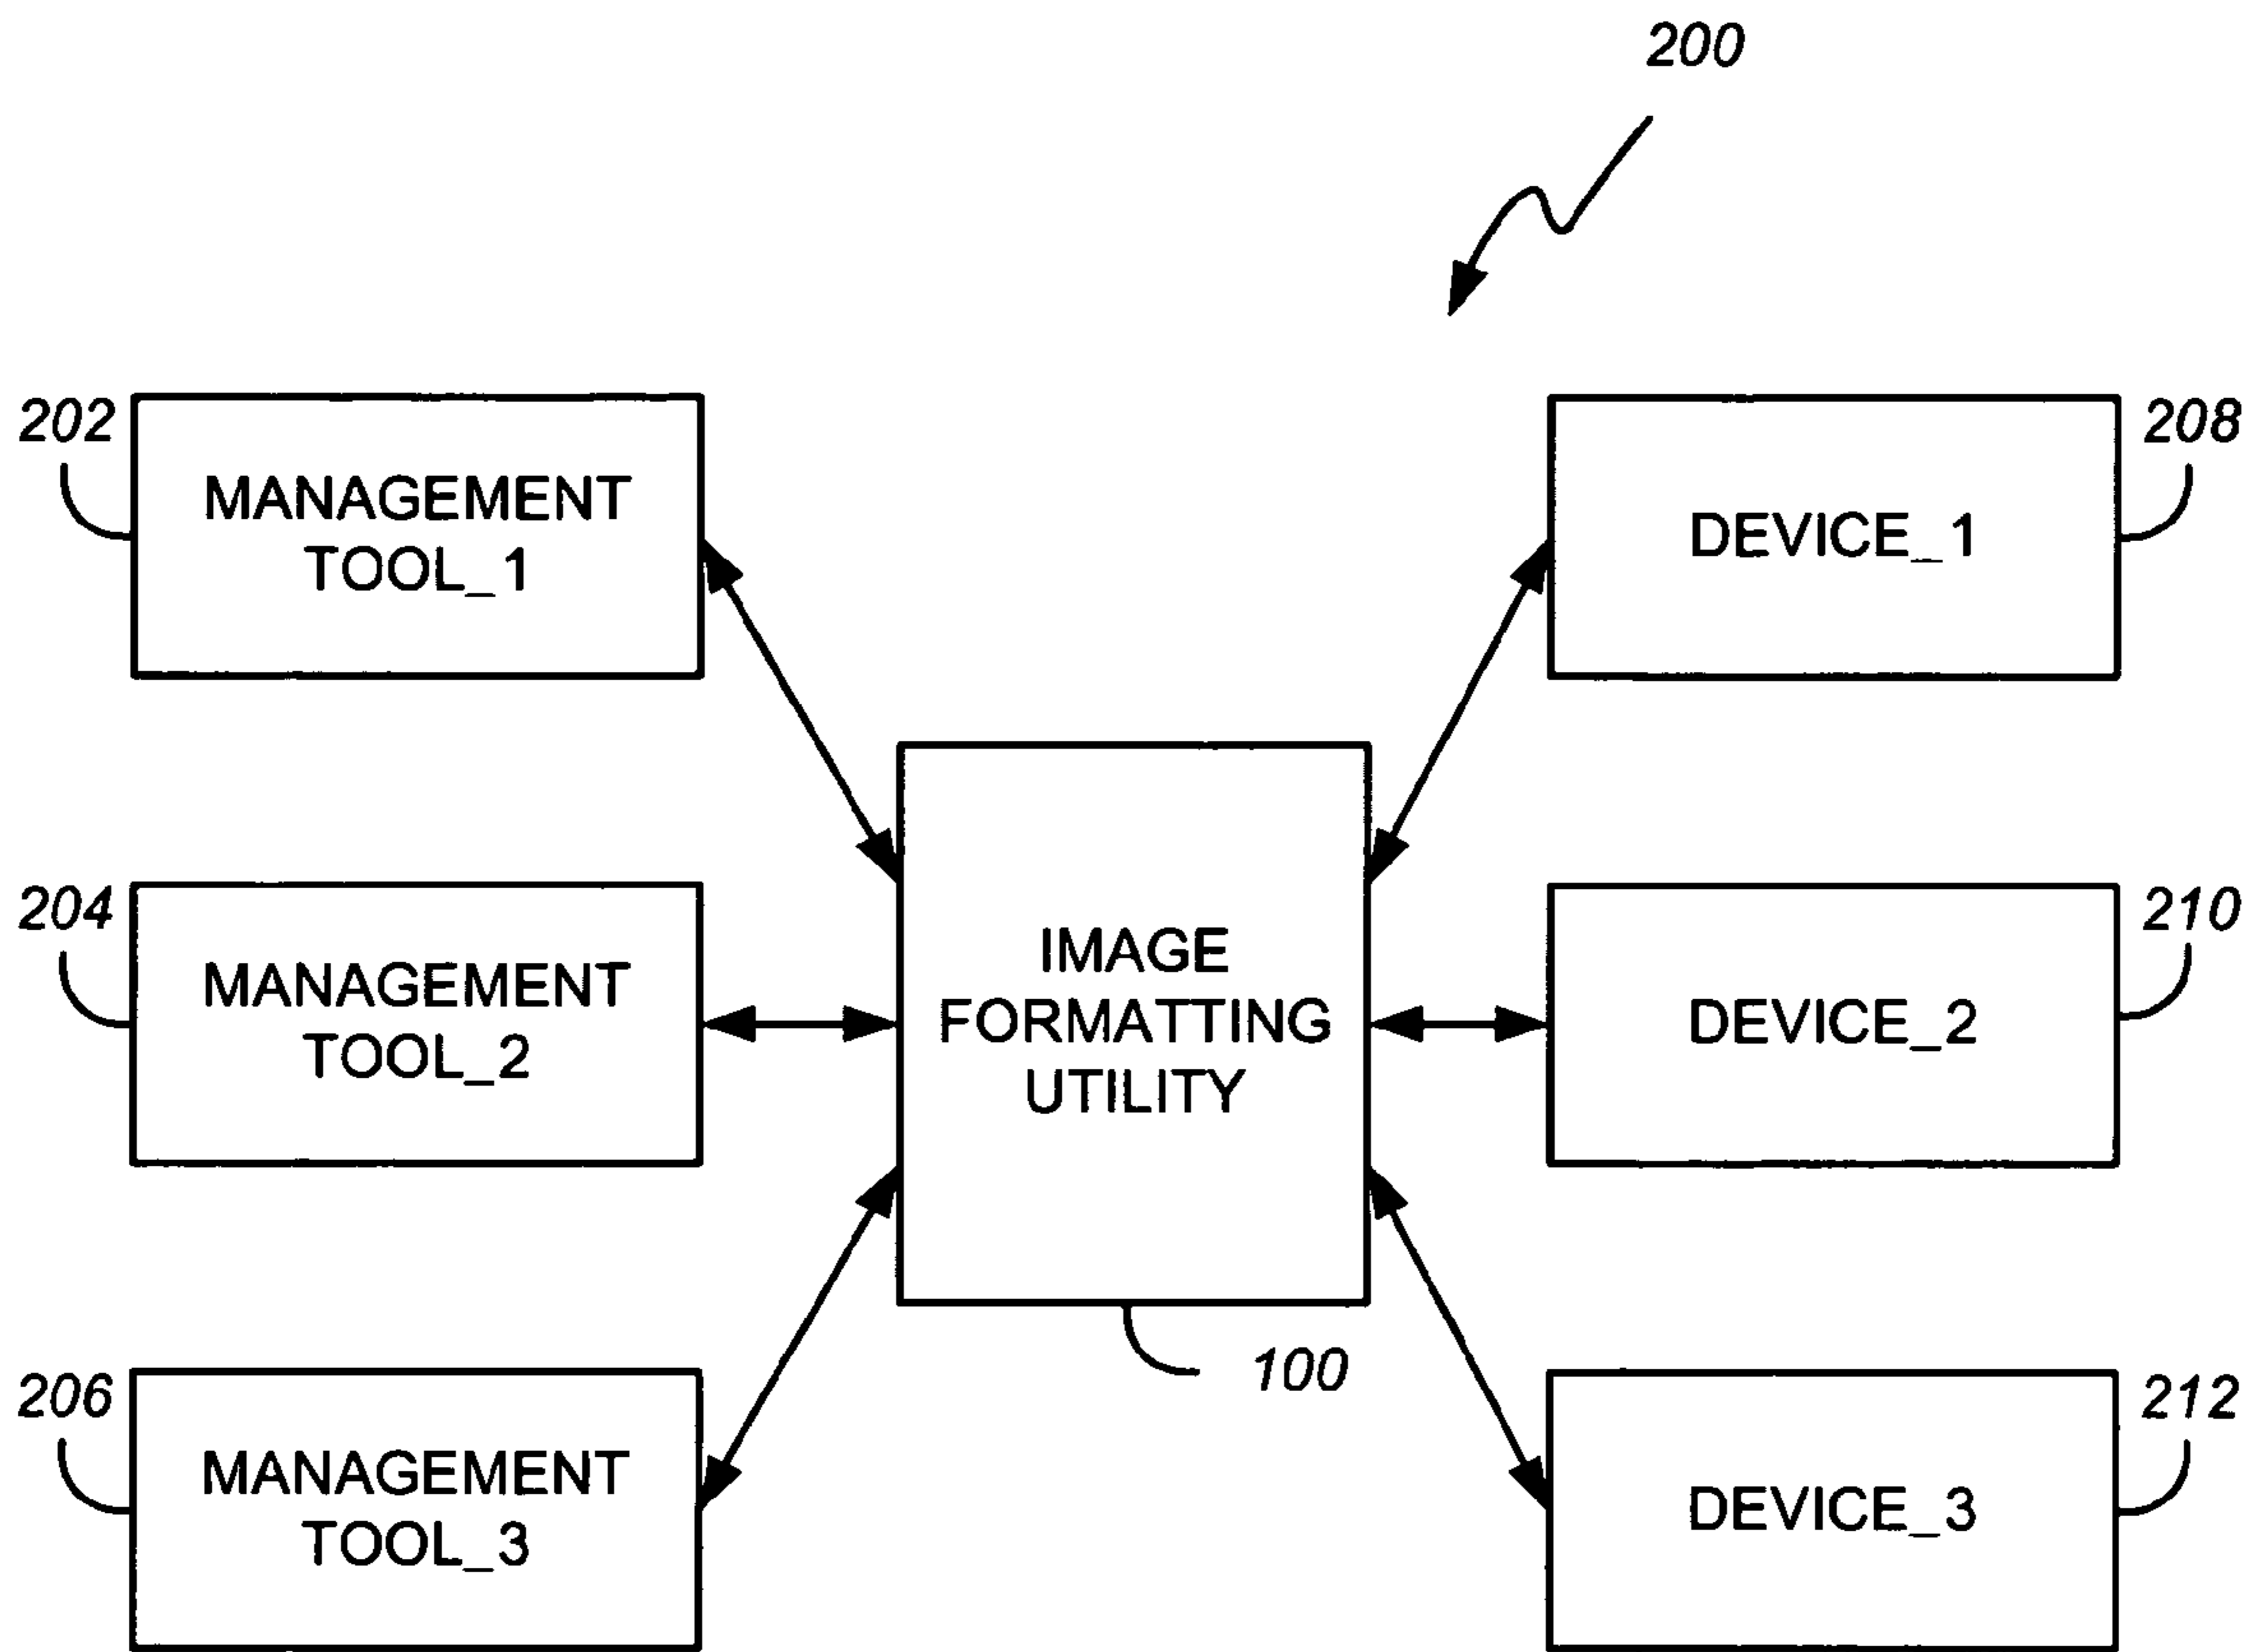 200
202
MANAGEMENT
TOOL_1
208
DEVICE_1
204
MANAGEMENT
TOOL_2
IMAGE
FORMATTING
UTILITY
100
210
DEVICE_2
206
MANAGEMENT
TOOL_3
212
DEVICE_3